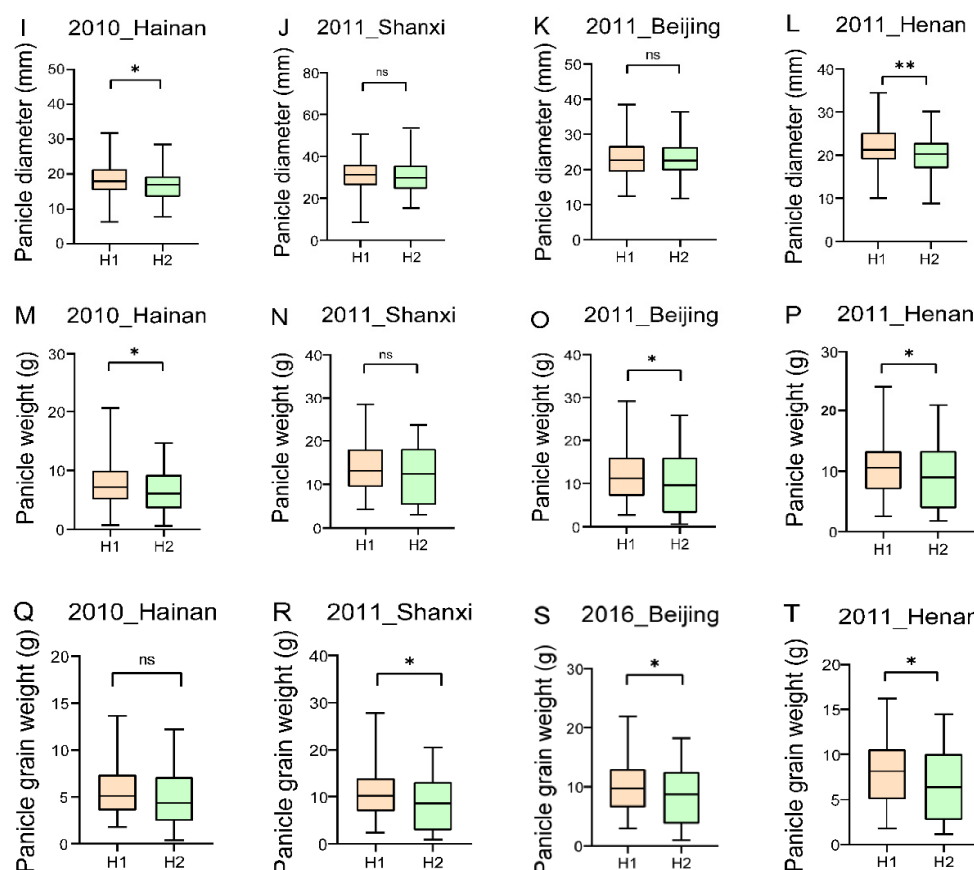 I 2010_Hainan
Panicle diameter (mm)
50
40
30
20
10
0
*
H1 H2
J 2011_Shanxi
Panicle diameter (mm)
80
60
40
20
0
ns
H1 H2
K 2011_Beijing
Panicle diameter (mm)
50
40
30
20
10
0
ns
H1 H2
L 2011_Henan
Panicle diameter (mm)
40
30
20
10
0
**
H1 H2
M 2010_Hainan
Panicle weight (g)
30
20
10
0
*
H1 H2
N 2011_Shanxi
Panicle weight (g)
40
30
20
10
0
ns
H1 H2
O 2011_Beijing
Panicle weight (g)
40
30
20
10
0
*
H1 H2
P 2011_Henan
Panicle weight (g)
30
20
10
0
*
H1 H2
Q 2010_Hainan
Panicle grain weight (g)
20
15
10
5
0
ns
H1 H2
R 2011_Shanxi
Panicle grain weight (g)
40
30
20
10
0
*
H1 H2
S 2016_Beijing
Panicle grain weight (g)
30
20
10
0
*
H1 H2
T 2011_Henan
Panicle grain weight (g)
20
15
10
5
0
*
H1 H2